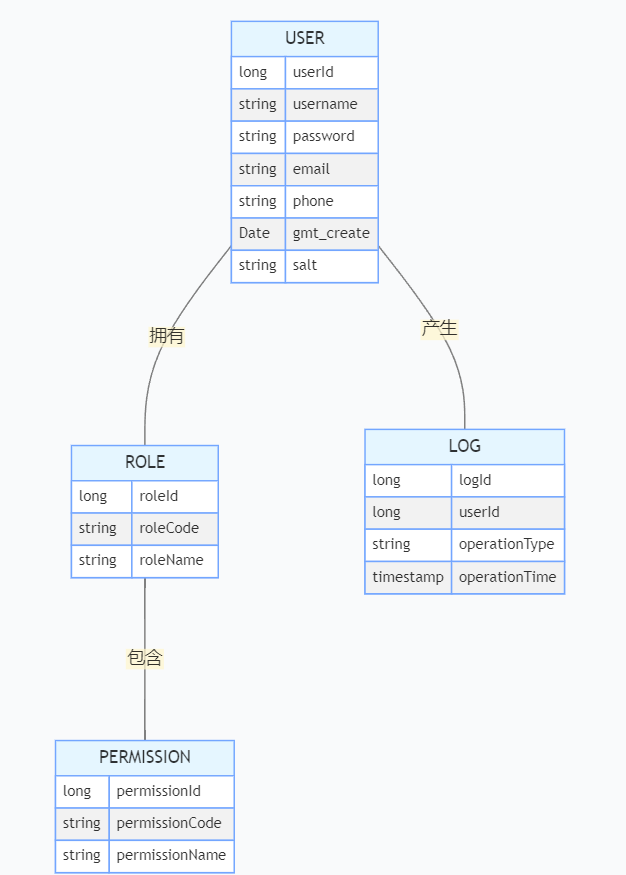 USER
long userId
string username
string password
string email
string phone
Date gmt_create
string salt
拥有
产生
ROLE
long roleId
string roleCode
string roleName
LOG
long logId
long userId
string operationType
timestamp operationTime
包含
PERMISSION
long permissionId
string permissionCode
string permissionName